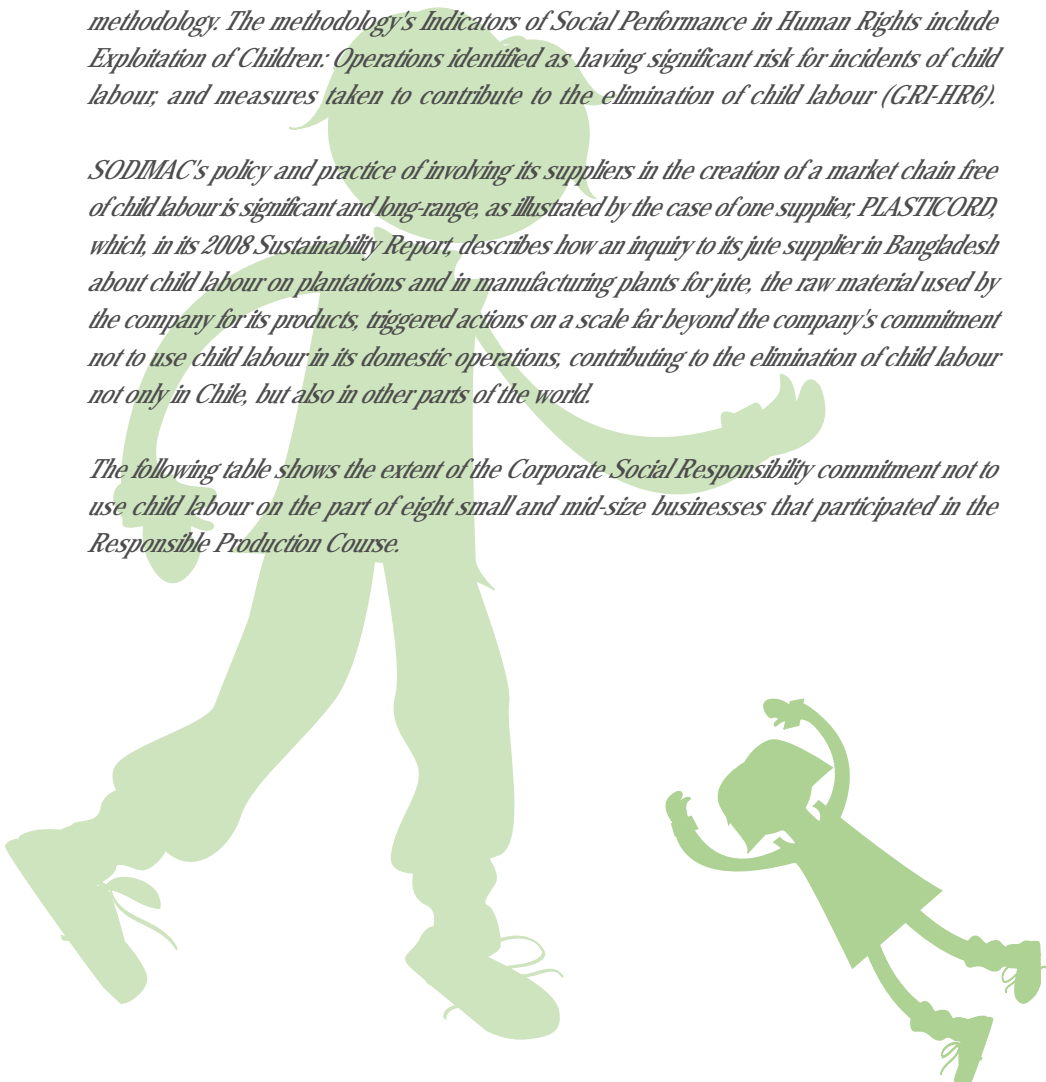 methodology. The methodology's Indicators of Social Performance in Human Rights include
Exploitation of Children: Operations identified as having significant risk for incidents of child
labour, and measures taken to contribute to the elimination of child labour (GRI-HR6).
SODIMAC's policy and practice of involving its suppliers in the creation of a market chain free
of child labour is significant and long-range, as illustrated by the case of one supplier, PLASTICORD,
which, in its 2008 Sustainability Report, describes how an inquiry to its jute supplier in Bangladesh
about child labour on plantations and in manufacturing plants for jute, the raw material used by
the company for its products, triggered actions on a scale far beyond the company's commitment
not to use child labour in its domestic operations, contributing to the elimination of child labour
not only in Chile, but also in other parts of the world.
The following table shows the extent of the Corporate Social Responsibility commitment not to
use child labour on the part of eight small and mid-size businesses that participated in the
Responsible Production Course.